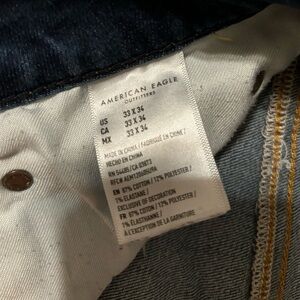 AMERICAN EAGLE
OUTFITTERS
US 33 X 34
CA 33 X 34
MX 33 X 34
MADE IN CHINA / FABRIQUÉ EN CHINE /
HECHO EN CHINA
RN 54485/CA 03673
EN 87% COTTON / 12% POLYESTER /
1% ELASTANE /
EXCLUSIVE OF DECORATION
FR 87% COTON / 12% POLYESTER /
1% ÉLASTHANNE /
À L'EXCEPTION DE LA GARNITURE